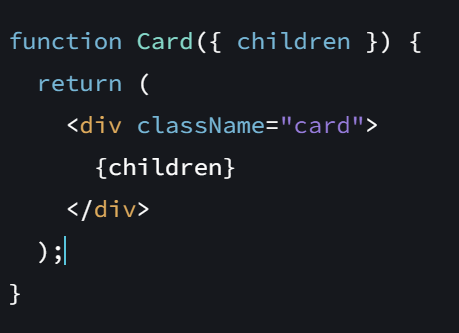 function Card({ children }) {
  return (
    <div className="card">
      {children}
    </div>
  );
}